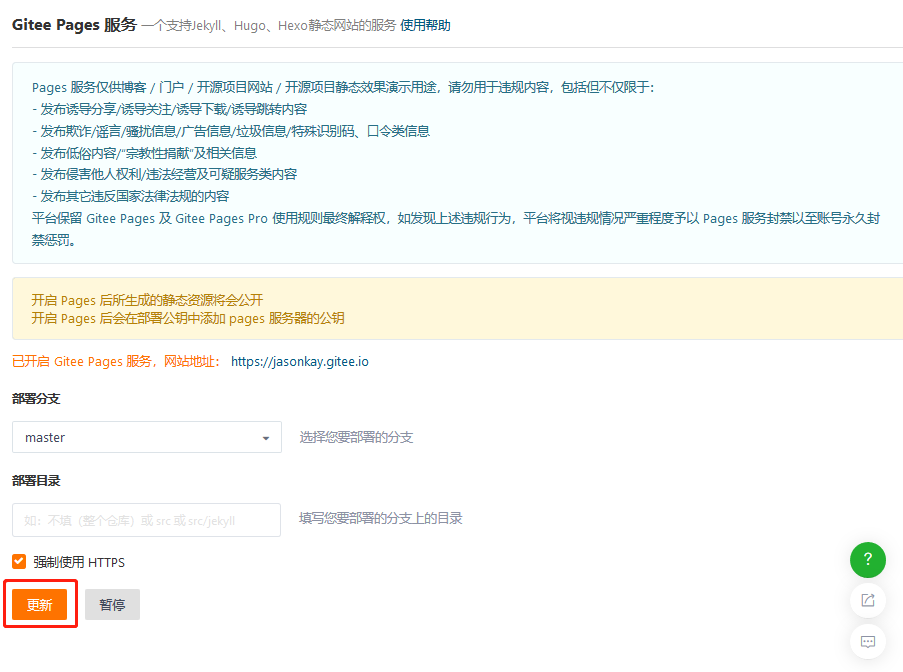 Gitee Pages 服务 一个支持Jekyll、Hugo、Hexo静态网站的服务 使用帮助
Pages 服务仅供博客 / 门户 / 开源项目网站 / 开源项目静态效果演示用途，请勿用于违规内容，包括但不仅限于：
- 发布诱导分享/诱导关注/诱导下载/诱导跳转内容
- 发布欺诈/谣言/骚扰信息/广告信息/垃圾信息/特殊识别码、口令类信息
- 发布低俗内容/“宗教性捐献”及相关信息
- 发布侵害他人权利/违法经营及可疑服务类内容
- 发布其它违反国家法律法规的内容
平台保留 Gitee Pages 及 Gitee Pages Pro 使用规则最终解释权，如发现上述违规行为，平台将视违规情况严重程度予以 Pages 服务封禁以至账号永久封
禁惩罚。
开启 Pages 后所生成的静态资源将会公开
开启 Pages 后会在部署公钥中添加 pages 服务器的公钥
已开启 Gitee Pages 服务，网站地址： https://jasonkay.gitee.io
部署分支
master 选择您要部署的分支
部署目录
如：不填（整个仓库）或 src 或 src/jekyll 填写您要部署的分支上的目录
强制使用 HTTPS
?
更新 暂停